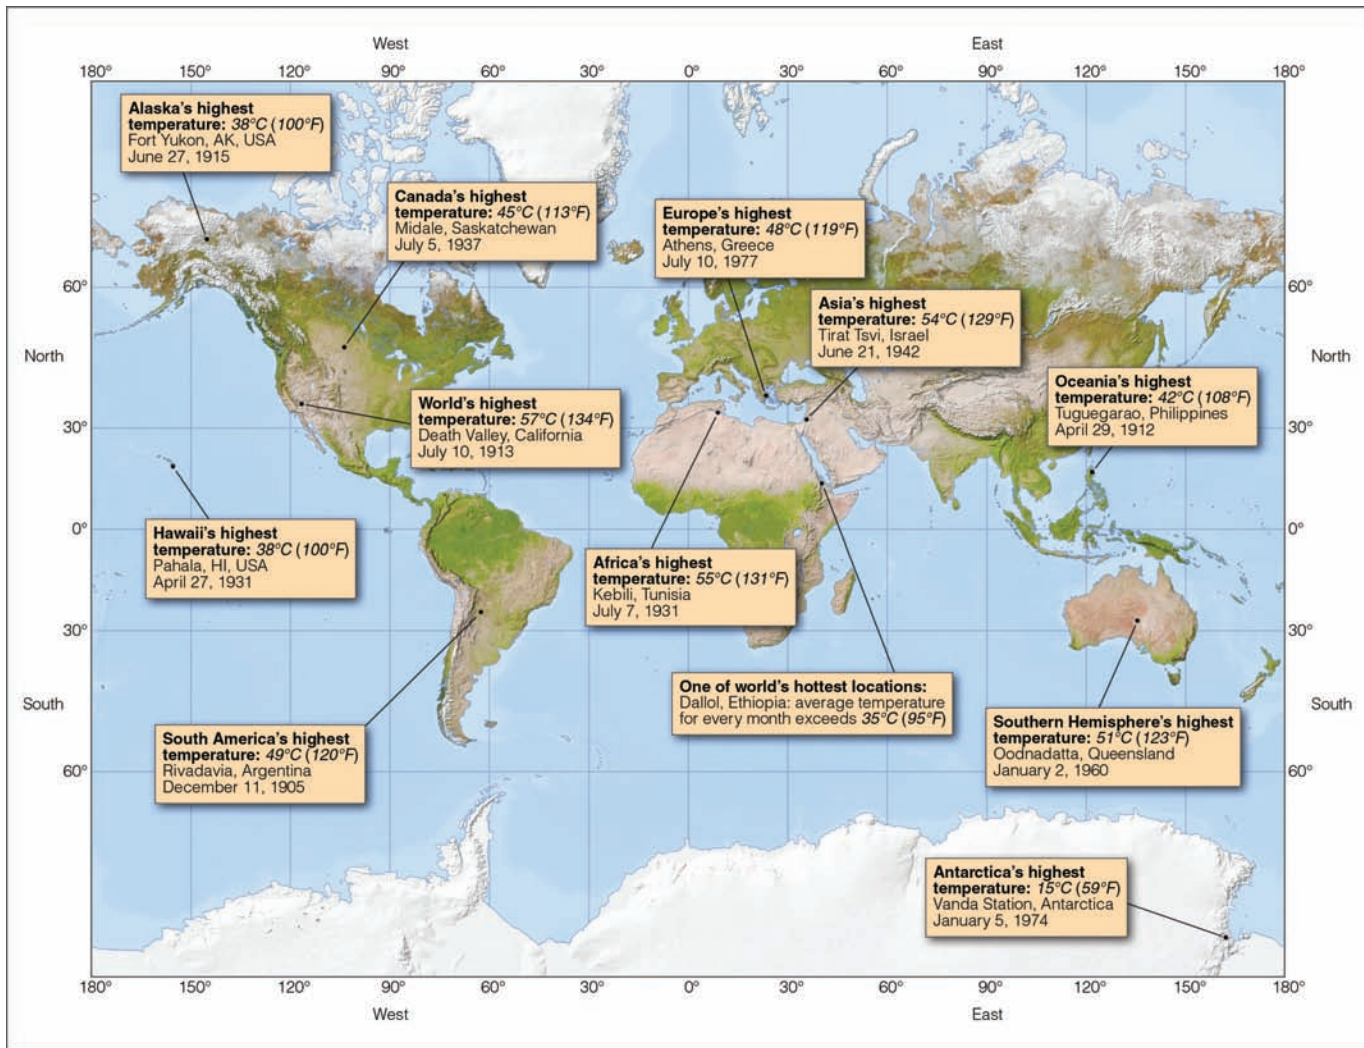 West
East
180° 150° 120° 90° 60° 30° 0° 30° 60° 90° 120° 150° 180°
Alaska's highest
temperature: 38°C (100°F)
Fort Yukon, AK, USA
June 27, 1915
Canada's highest
temperature: 45°C (113°F)
Midale, Saskatchewan
July 5, 1937
Europe's highest
temperature: 48°C (119°F)
Athens, Greece
July 10, 1977
60°
60°
Asia's highest
temperature: 54°C (129°F)
Tirat Tsvi, Israel
June 21, 1942
North
North
Oceania's highest
temperature: 42°C (108°F)
Tuguegarao, Philippines
April 29, 1912
World's highest
temperature: 57°C (134°F)
Death Valley, California
July 10, 1913
30°
30°
0°
0°
Hawaii's highest
temperature: 38°C (100°F)
Pahala, HI, USA
April 27, 1931
Africa's highest
temperature: 55°C (131°F)
Kebili, Tunisia
July 7, 1931
30°
30°
One of world's hottest locations:
Dallol, Ethiopia: average temperature
for every month exceeds 35°C (95°F)
South
South
Southern Hemisphere's highest
temperature: 51°C (123°F)
Oodnadatta, Queensland
January 2, 1960
South America's highest
temperature: 49°C (120°F)
Rivadavia, Argentina
December 11, 1905
60°
60°
Antarctica's highest
temperature: 15°C (59°F)
Vanda Station, Antarctica
January 5, 1974
180° 150° 120° 90° 60° 30° 0° 30° 60° 90° 120° 150° 180°
West
East